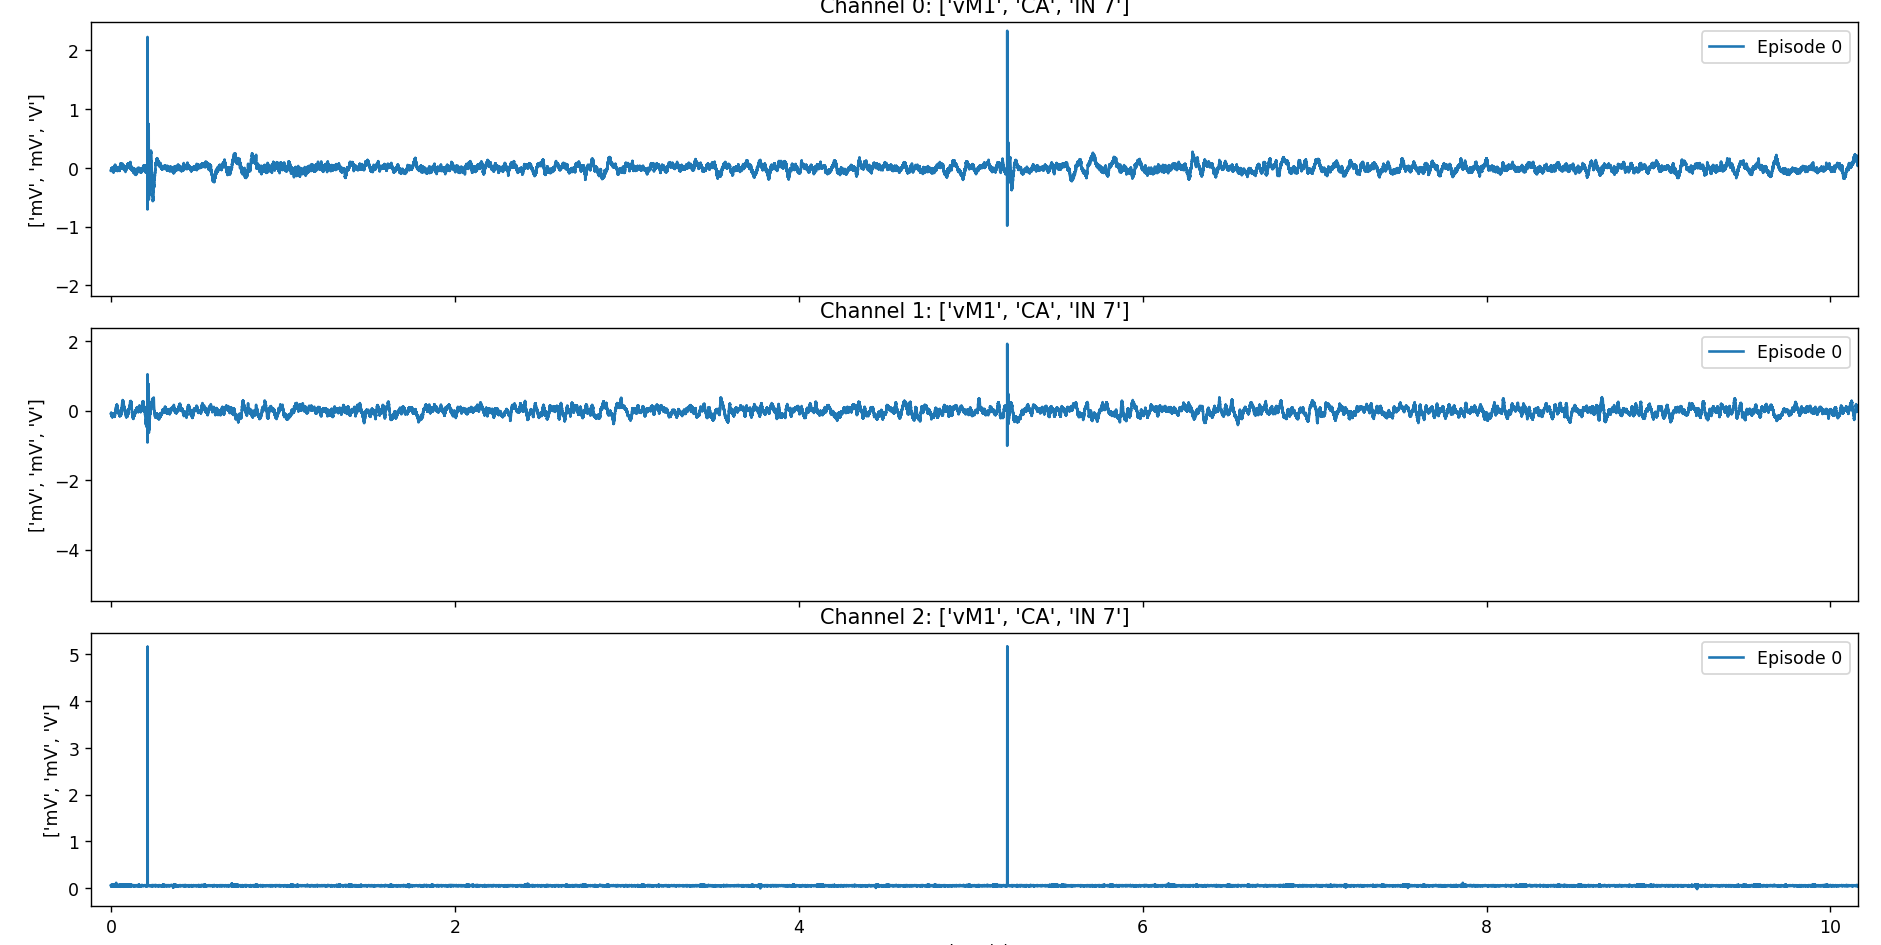 Channel 0: ['vM1', 'CA', 'IN 7']
['mV', 'mV', 'V']
2
1
0
−1
−2
Episode 0
Channel 1: ['vM1', 'CA', 'IN 7']
['mV', 'mV', 'V']
2
0
−2
−4
Episode 0
Channel 2: ['vM1', 'CA', 'IN 7']
['mV', 'mV', 'V']
5
4
3
2
1
0
Episode 0
0 2 4 6 8 10